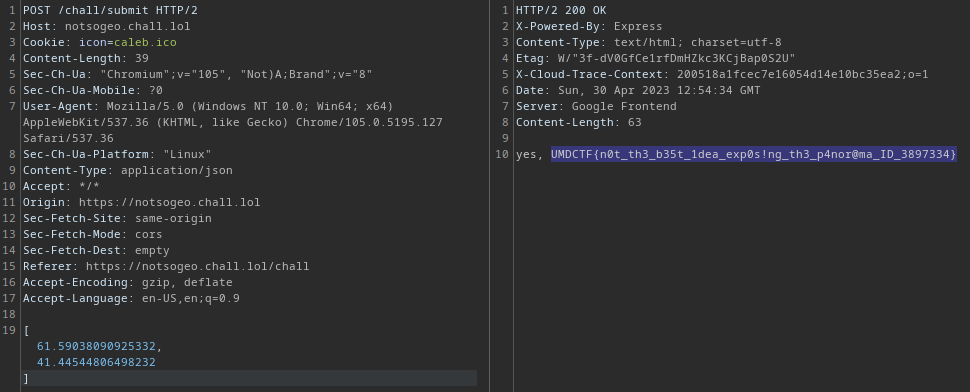 1 POST /chall/submit HTTP/2
2 Host: notsogeo.chall.lol
3 Cookie: icon=caleb.ico
4 Content-Length: 39
5 Sec-Ch-Ua: "Chromium";v="105", "Not)A;Brand";v="8"
6 Sec-Ch-Ua-Mobile: ?0
7 User-Agent: Mozilla/5.0 (Windows NT 10.0; Win64; x64)
AppleWebKit/537.36 (KHTML, like Gecko) Chrome/105.0.5195.127
Safari/537.36
8 Sec-Ch-Ua-Platform: "Linux"
9 Content-Type: application/json
10 Accept: */*
11 Origin: https://notsogeo.chall.lol
12 Sec-Fetch-Site: same-origin
13 Sec-Fetch-Mode: cors
14 Sec-Fetch-Dest: empty
15 Referer: https://notsogeo.chall.lol/chall
16 Accept-Encoding: gzip, deflate
17 Accept-Language: en-US,en;q=0.9
18
19 [
61.59038090925332,
41.44544806498232
]
1 HTTP/2 200 OK
2 X-Powered-By: Express
3 Content-Type: text/html; charset=utf-8
4 Etag: W/"3f-dV0GfCe1rfDmHZkc3KCjBap0S2U"
5 X-Cloud-Trace-Context: 200518a1fcec7e16054d14e10bc35ea2;o=1
6 Date: Sun, 30 Apr 2023 12:54:34 GMT
7 Server: Google Frontend
8 Content-Length: 63
9
10 yes, UMDCTF{n0t_th3_b35t_1dea_exp0s!ng_th3_p4nor@ma_ID_3897334}